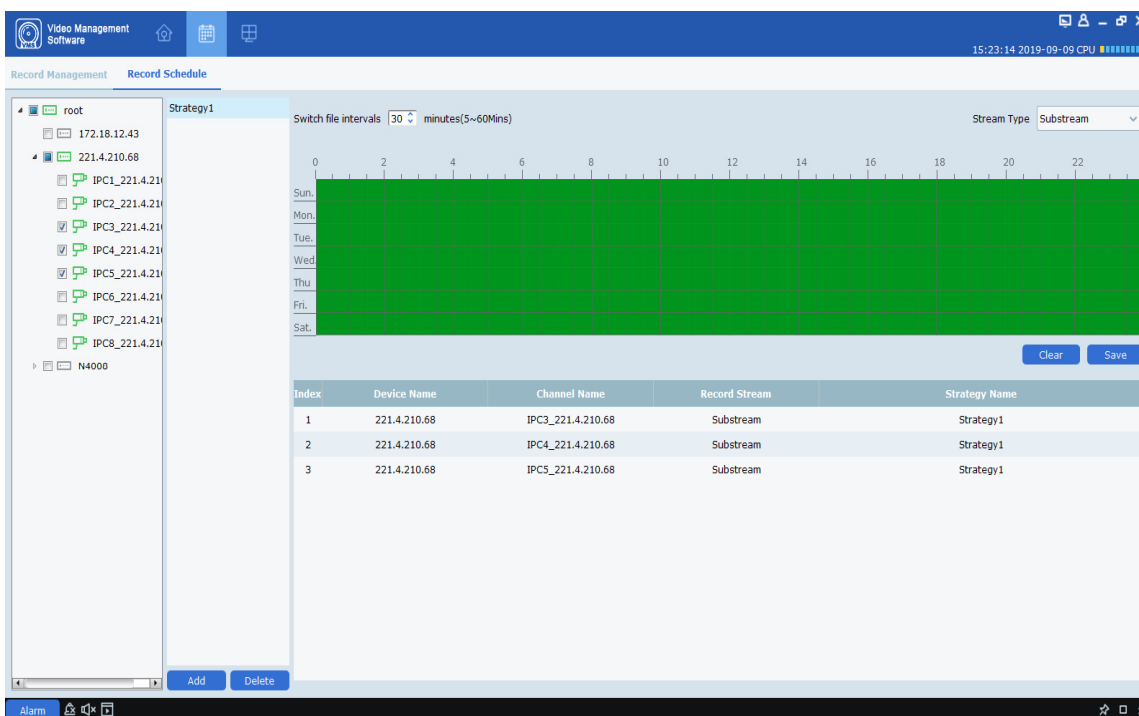 Video Management
Software
15:23:14 2019-09-09 CPU
Record Management Record Schedule
root
172.18.12.43
221.4.210.68
IPC1_221.4.21
IPC2_221.4.21
IPC3_221.4.21
IPC4_221.4.21
IPC5_221.4.21
IPC6_221.4.21
IPC7_221.4.21
IPC8_221.4.21
N4008
Strategy1
Add Delete
Switch file intervals 30 minutes(5~60Mins) Stream Type Substream
0 2 4 6 8 10 12 14 16 18 20 22
Sun.
Mon.
Tue.
Wed.
Thu
Fri.
Sat.
Clear Save
Index Device Name Channel Name Record Stream Strategy Name
1 221.4.210.68 IPC3_221.4.210.68 Substream Strategy1
2 221.4.210.68 IPC4_221.4.210.68 Substream Strategy1
3 221.4.210.68 IPC5_221.4.210.68 Substream Strategy1
Alarm